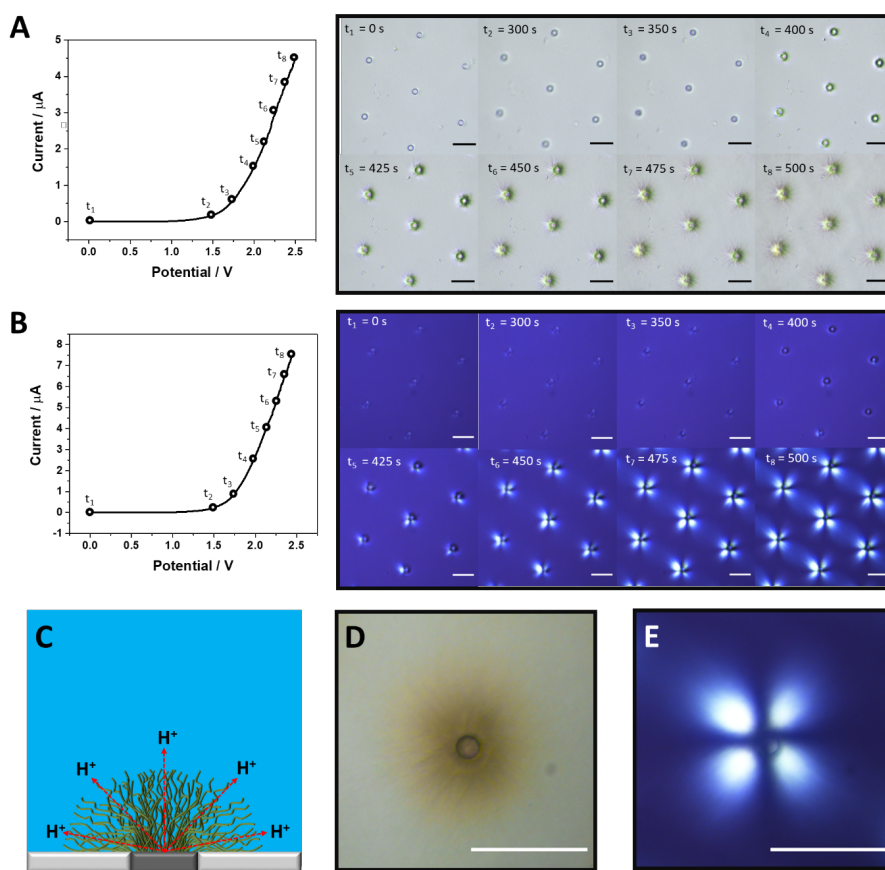 A
Current / µA
5
4
3
2
1
0
0.0 0.5 1.0 1.5 2.0 2.5
Potential / V
t₁
t₂
t₃
t₄
t₅
t₆
t₇
t₈
t₁ = 0 s
t₂ = 300 s
t₃ = 350 s
t₄ = 400 s
t₅ = 425 s
t₆ = 450 s
t₇ = 475 s
t₈ = 500 s
B
Current / µA
8
7
6
5
4
3
2
1
0
-1
0.0 0.5 1.0 1.5 2.0 2.5
Potential / V
t₁
t₂
t₃
t₄
t₅
t₆
t₇
t₈
t₁ = 0 s
t₂ = 300 s
t₃ = 350 s
t₄ = 400 s
t₅ = 425 s
t₆ = 450 s
t₇ = 475 s
t₈ = 500 s
C
H⁺
H⁺
H⁺
H⁺
H⁺
D
E